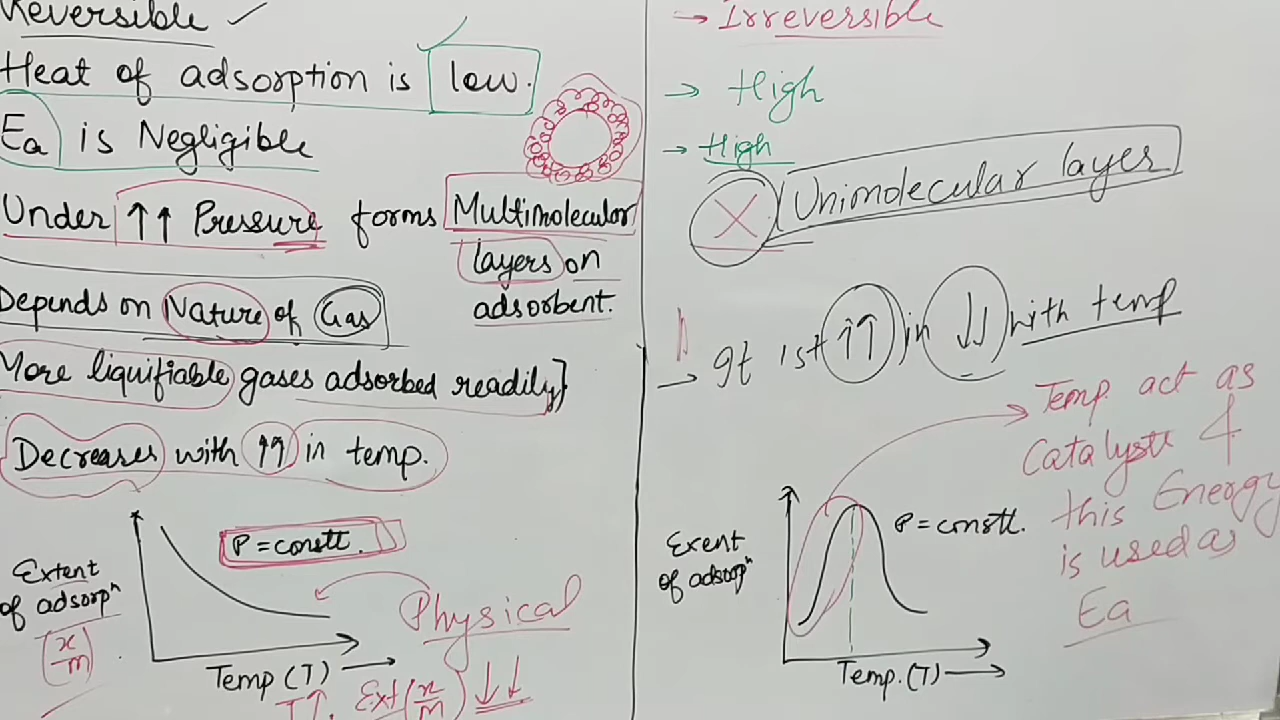 Reversible ✓
Heat of adsorption is low.
Ea is Negligible
Under ↑↑ Pressure forms Multimolecular
layers on
adsorbent.
Depends on Nature of Gas
More liquifiable gases adsorbed readily}
Decreases with ↑↑ in temp.
P = constt.
Extent
of adsorpⁿ
(x/m)
Physical
Temp (T) →
T↑, Ext (x/m) ↓↓
→ Irreversible
→ High
→ High
X Unimolecular layer
→ It ist ↑↑ in ↓↓ with temp
Temp. act as
Catalyst &
this Energy
is used as
Ea
P = constt.
Exent
of adsorpⁿ
Temp. (T) →